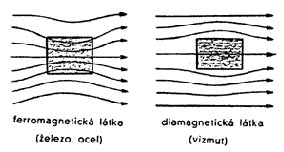 feromagnetická látka
(železo, ocel)
diamagnetická látka
(vizmut)